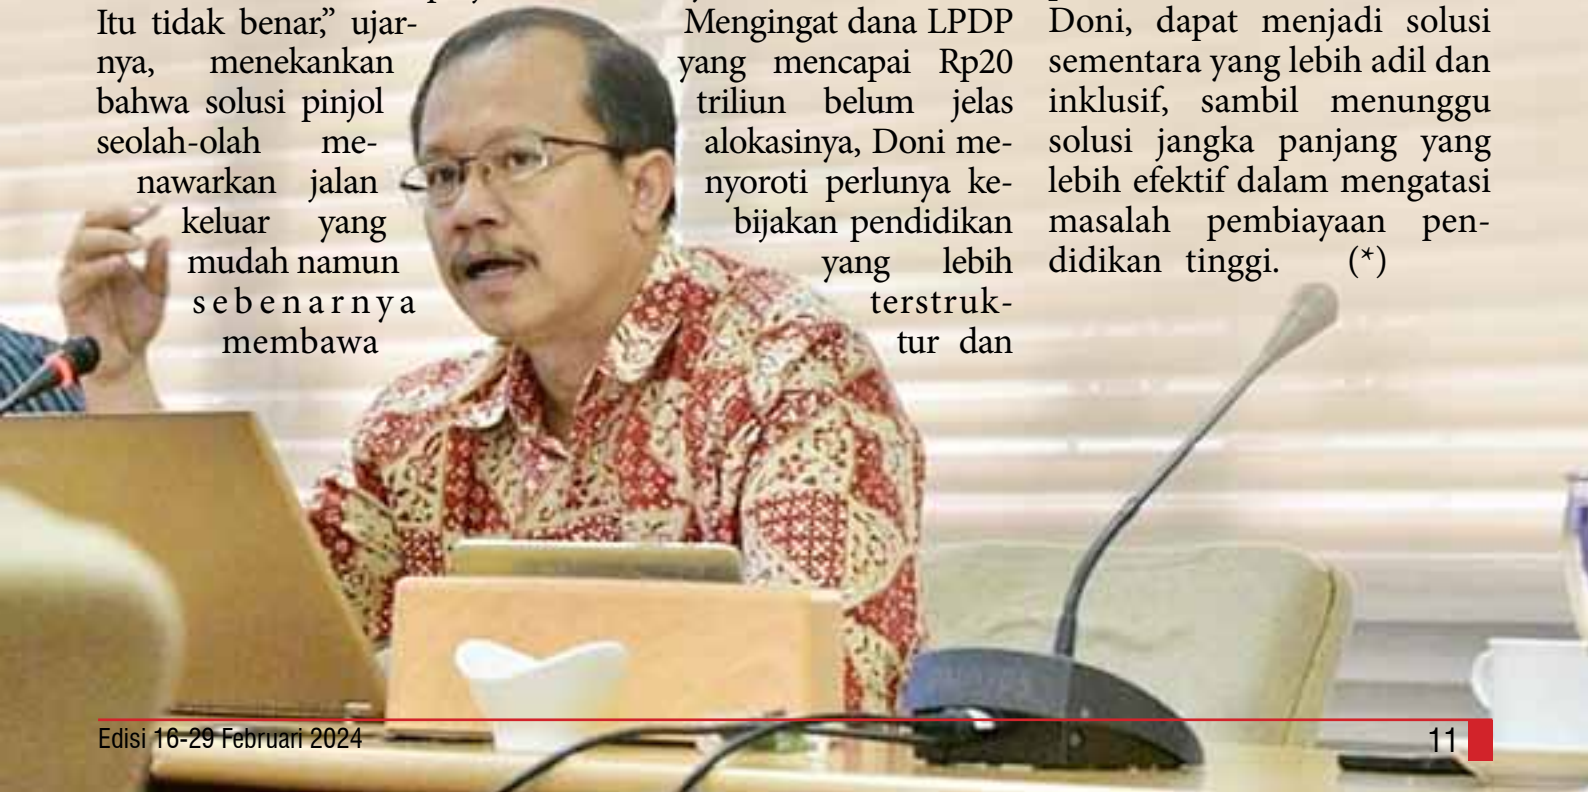 Itu tidak benar,” ujar-
nya, menekankan
bahwa solusi pinjol
seolah-olah me-
nawarkan jalan
keluar yang
mudah namun
sebenarnya
membawa
Mengingat dana LPDP
yang mencapai Rp20
triliun belum jelas
alokasinya, Doni me-
nyoroti perlunya ke-
bijakan pendidikan
yang lebih
terstruk-
tur dan
Doni, dapat menjadi solusi
sementara yang lebih adil dan
inklusif, sambil menunggu
solusi jangka panjang yang
lebih efektif dalam mengatasi
masalah pembiayaan pen-
didikan tinggi. (*)
Edisi 16-29 Februari 2024
11